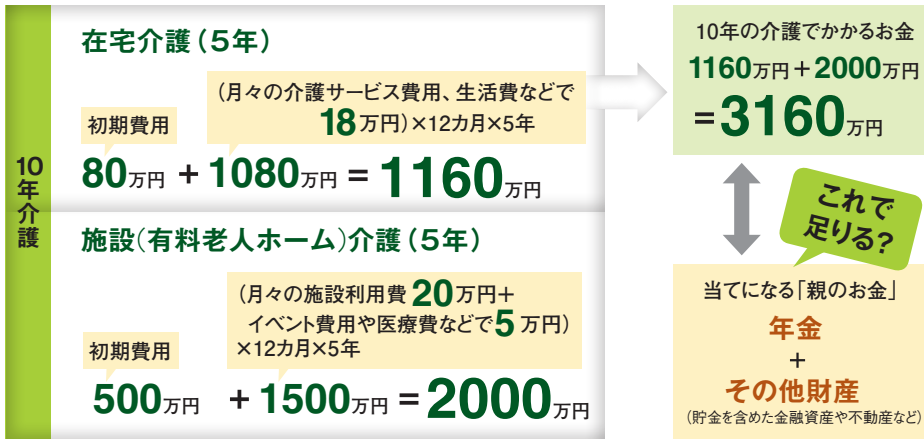 10年介護
在宅介護（5年）
初期費用
（月々の介護サービス費用、生活費などで
18万円）×12カ月×5年
80万円 + 1080万円 = 1160万円
施設（有料老人ホーム）介護（5年）
初期費用
（月々の施設利用費20万円＋
イベント費用や医療費などで5万円）
×12カ月×5年
500万円 + 1500万円 = 2000万円
10年の介護でかかるお金
1160万円＋2000万円
=3160万円
これで
足りる？
当てになる「親のお金」
年金
+
その他財産
（貯金を含めた金融資産や不動産など）